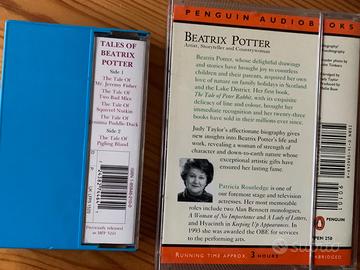 TALES OF
BEATRIX
POTTER
Side 1
The Tale Of
Mr. Jeremy Fisher
The Tale Of
Two Bad Mice
The Tale Of
Squirrel Nutkin
The Tale Of
Jemima Puddle-Duck
Side 2
The Tale Of
Pigling Bland
Previously released
as MFP
PENGUIN AUDIOBOOKS
BEATRIX POTTER
Artist, Storyteller and Countrywoman
Beatrix Potter, whose delightful drawings
and stories have brought joy to countless
children and their parents, acquired her own
love of nature on family holidays in Scotland
and the Lake District. Her first book,
The Tale of Peter Rabbit, with its exquisite
delicacy of line and colour, brought her
immediate recognition and her twenty-three
books have sold in their millions ever since.
Judy Taylor's affectionate biography gives
new insights into Beatrix Potter's life and
work, revealing a woman of strength of
character and down-to-earth nature whose
exceptional artistic gifts have
ensured her lasting fame.
Patricia Routledge is one of our
foremost stage and television
actresses. Her most memorable
roles include two Alan Bennett monologues,
A Woman of No Importance and A Lady of Letters,
and Hyacinth in Keeping Up Appearances. In
1993 she was awarded the OBE for services
to the performing arts.
RUNNING TIME APPROX. 3 HOURS
ABRIDGED
PEN 250
90101
subito